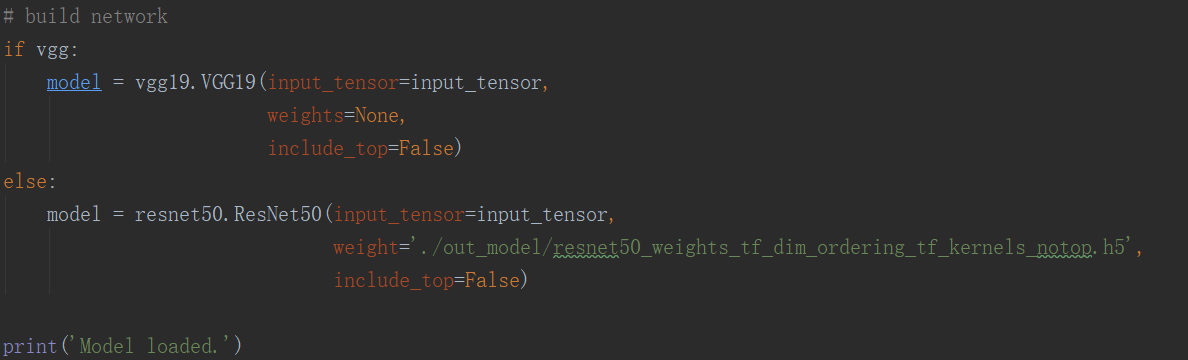 # build network
if vgg:
    model = vgg19.VGG19(input_tensor=input_tensor,
                        weights=None,
                        include_top=False)
else:
    model = resnet50.ResNet50(input_tensor=input_tensor,
                              weight='./out_model/resnet50_weights_tf_dim_ordering_tf_kernels_notop.h5',
                              include_top=False)
print('Model loaded.')